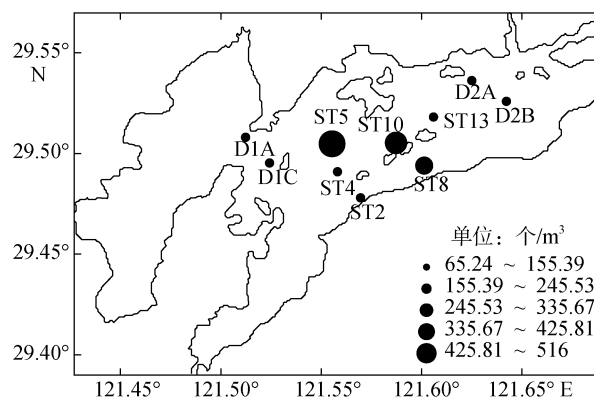 29.55°
N
D2A
D2B
ST5
ST10
ST13
29.50°
D1A
D1C
ST4
ST8
ST2
29.45°
单位：个/m³
65.24 ~ 155.39
155.39 ~ 245.53
245.53 ~ 335.67
335.67 ~ 425.81
425.81 ~ 516
29.40°
121.45° 121.50° 121.55° 121.60° 121.65° E